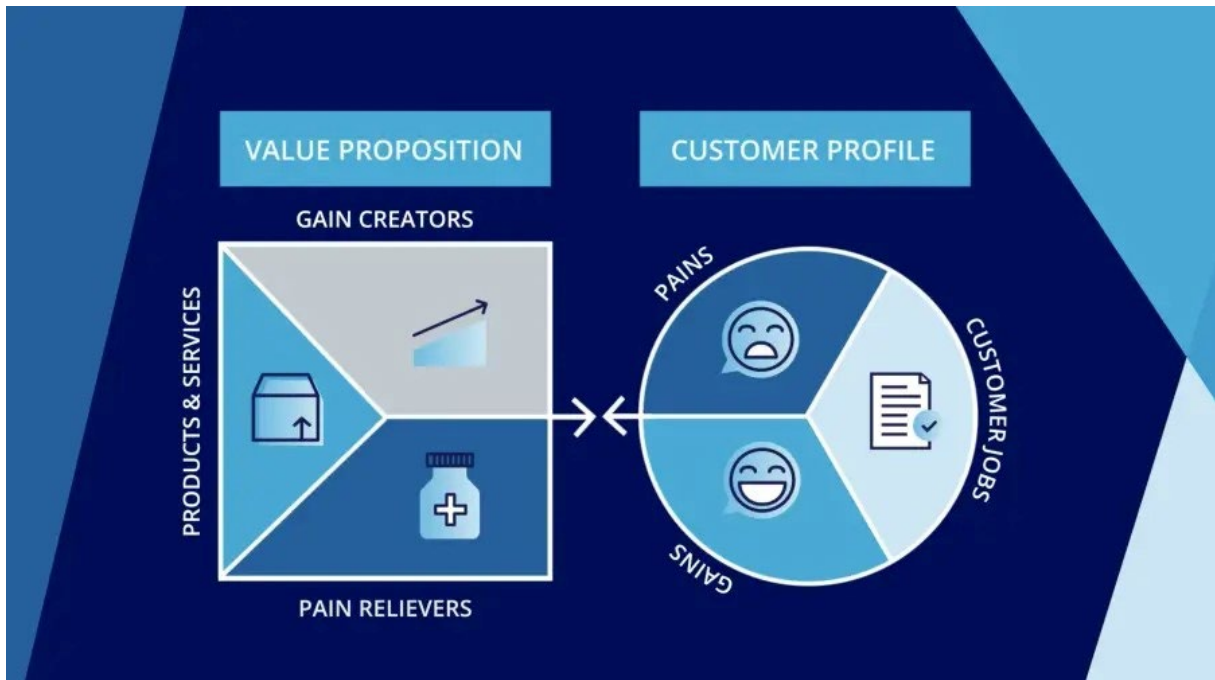 VALUE PROPOSITION
CUSTOMER PROFILE
GAIN CREATORS
PRODUCTS & SERVICES
PAIN RELIEVERS
PAINS
CUSTOMER JOBS
GAINS